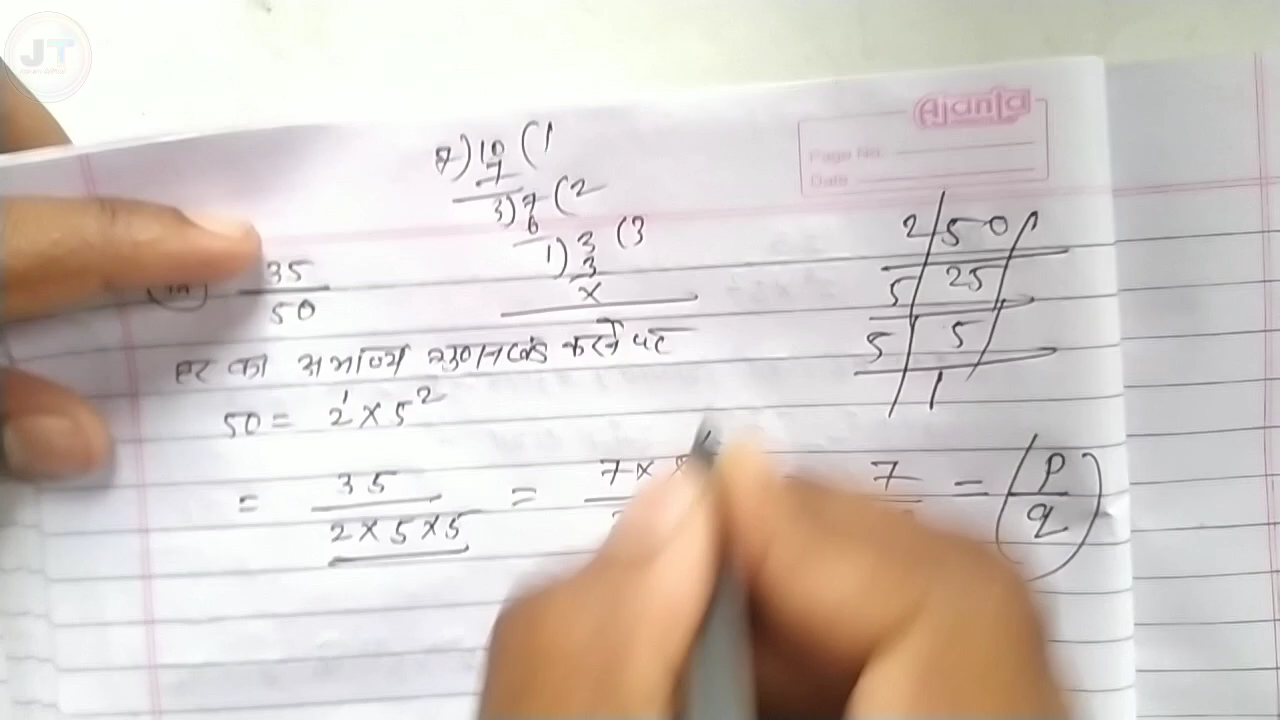 JT
Ajanta
Page No.
Date
7)10(1
7
3)7(2
6
1)3(3
3
×
2 50
5 25
5 5
1
35
50
हर का अभाज्य गुणनखंड करने पर
50 = 2¹ × 5²
= 35 / 2 × 5 × 5 = 7 ×
7
= (p/q)